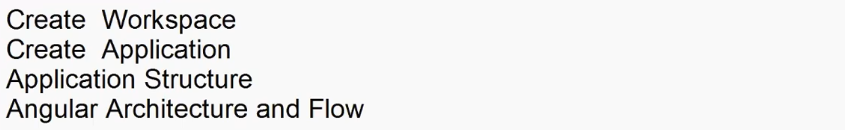 Create  Workspace
Create  Application
Application Structure
Angular Architecture and Flow